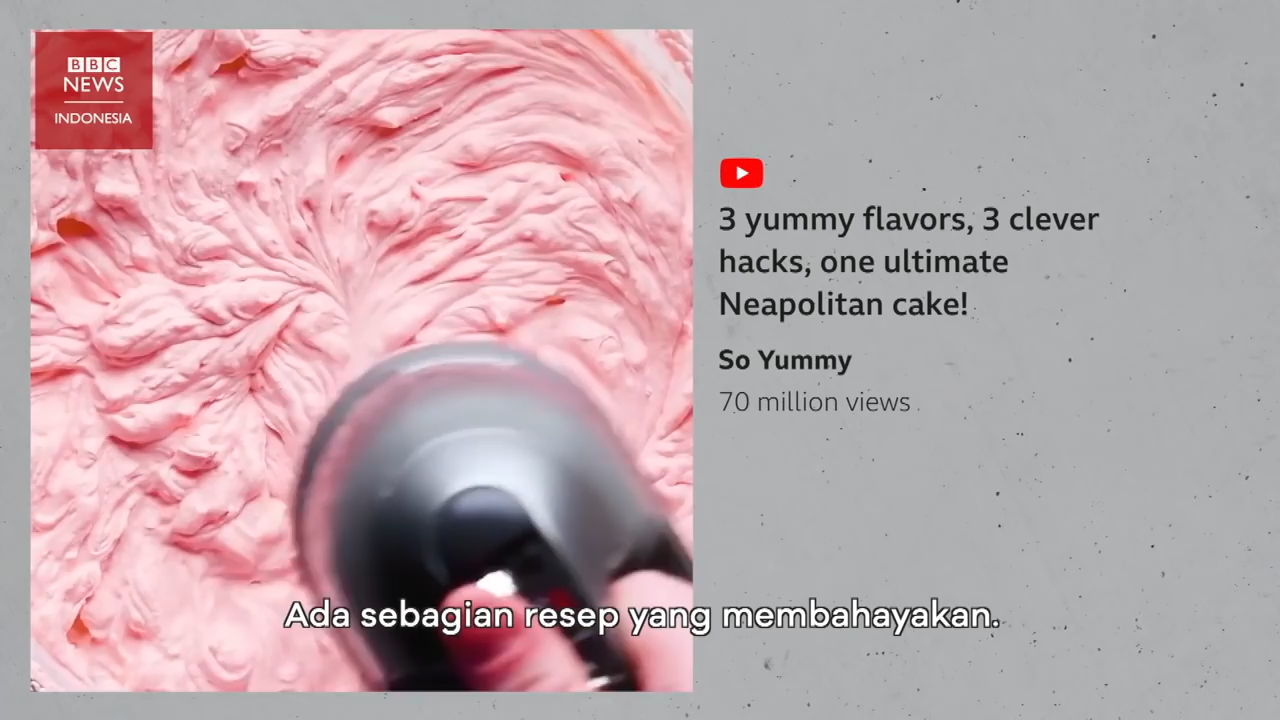 BBC
NEWS
INDONESIA
3 yummy flavors, 3 clever
hacks, one ultimate
Neapolitan cake!
So Yummy
70 million views
Ada sebagian resep yang membahayakan.